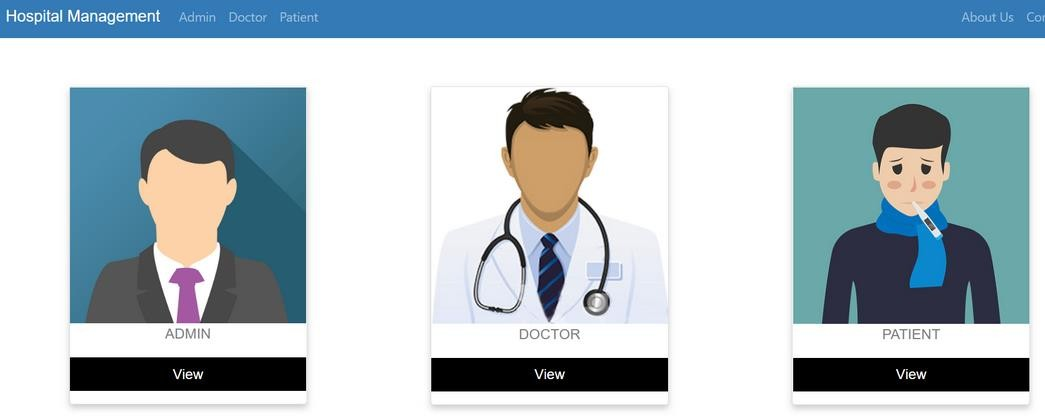 Hospital Management Admin Doctor Patient About Us
ADMIN DOCTOR PATIENT
View View View